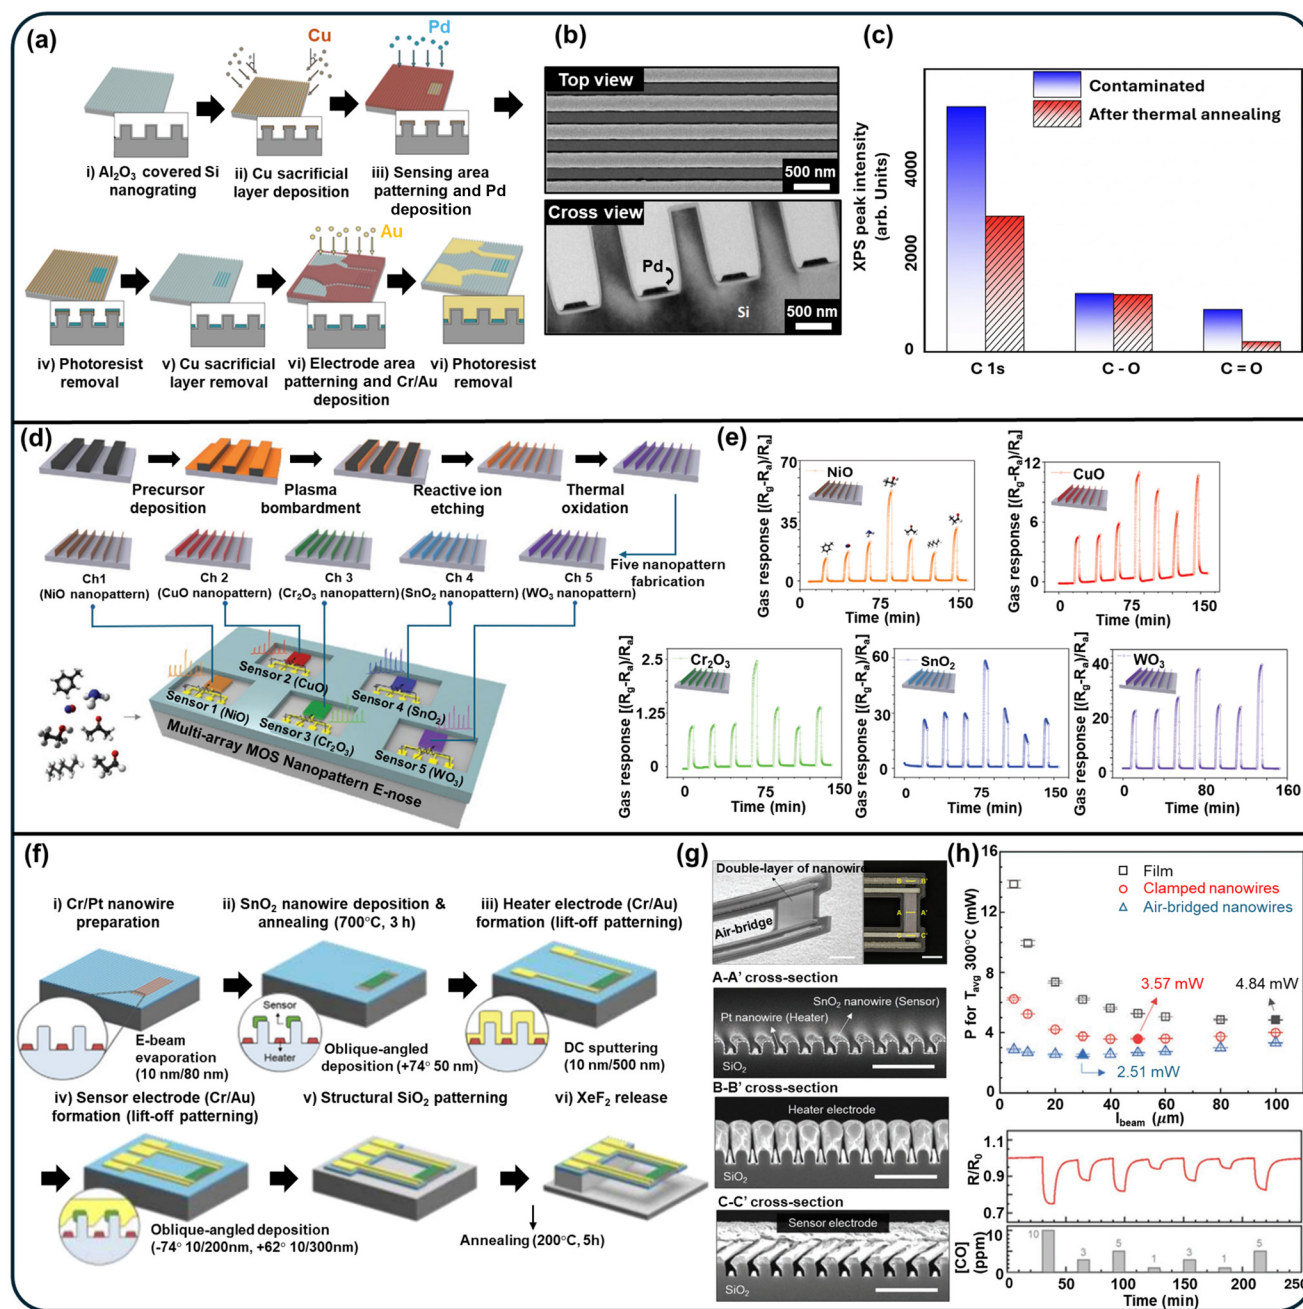 (a)
Cu
Pd
i) Al₂O₃ covered Si
nanograting
ii) Cu sacrificial
layer deposition
iii) Sensing area
patterning and Pd
deposition
Au
iv) Photoresist
removal
v) Cu sacrificial
layer removal
vi) Electrode area
patterning and Cr/Au
deposition
vi) Photoresist
removal
(b)
Top view
500 nm
Cross view
Pd
Si
500 nm
(c)
XPS peak intensity
(arb. Units)
4000
2000
0
Contaminated
After thermal annealing
C 1s
C - O
C = O
(d)
Precursor
deposition
Plasma
bombardment
Reactive ion
etching
Thermal
oxidation
Five nanopattern
fabrication
Ch1
(NiO nanopattern)
Ch 2
(CuO nanopattern)
Ch 3
(Cr₂O₃ nanopattern)
Ch 4
(SnO₂ nanopattern)
Ch 5
(WO₃ nanopattern)
Sensor 2 (CuO)
Sensor 4 (SnO₂)
Sensor 1 (NiO)
Sensor 3 (Cr₂O₃)
Sensor 5 (WO₃)
Multi-array MOS Nanopattern E-nose
(e)
Gas response [(Rg-Ra)/Ra]
70
35
0
NiO
0 75 150
Time (min)
Gas response [(Rg-Ra)/Ra]
12
6
0
CuO
0 75 150
Time (min)
Gas response [(Rg-Ra)/Ra]
2.5
1.25
0
Cr₂O₃
0 75 150
Time (min)
Gas response [(Rg-Ra)/Ra]
60
30
0
SnO₂
0 75 150
Time (min)
Gas response [(Rg-Ra)/Ra]
40
20
0
WO₃
0 80 160
Time (min)
(f)
i) Cr/Pt nanowire
preparation
E-beam
evaporation
(10 nm/80 nm)
ii) SnO₂ nanowire deposition &
annealing (700°C, 3 h)
Sensor
Heater
Oblique-angled
deposition (+74° 50 nm)
iii) Heater electrode (Cr/Au)
formation (lift-off patterning)
DC sputtering
(10 nm/500 nm)
iv) Sensor electrode (Cr/Au)
formation (lift-off patterning)
Oblique-angled deposition
(-74° 10/200nm, +62° 10/300nm)
v) Structural SiO₂ patterning
vi) XeF₂ release
Annealing (200°C, 5h)
(g)
Double-layer of nanowire
Air-bridge
B B'
A A'
C C'
A-A' cross-section
SnO₂ nanowire (Sensor)
Pt nanowire (Heater)
SiO₂
B-B' cross-section
Heater electrode
SiO₂
C-C' cross-section
Sensor electrode
SiO₂
(h)
P for Tavg 300°C (mW)
16
12
8
4
0
Film
Clamped nanowires
Air-bridged nanowires
3.57 mW
4.84 mW
2.51 mW
0 20 40 60 80 100
lbeam (μm)
R/R₀
1.1
0.9
0.7
[CO]
(ppm)
10
0
10 3 5 1 3 1 5
0 50 100 150 200 250
Time (min)